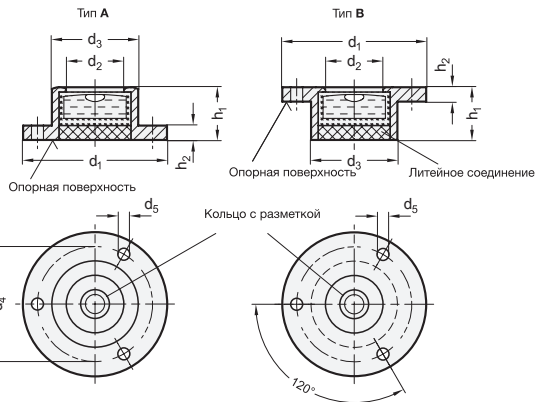 Тип A
Тип B
d3
d2
h1
h2
d1
Опорная поверхность
d1
d2
h2
h1
d3
Опорная поверхность
Литейное соединение
d5
Кольцо с разметкой
d5
d4
120°